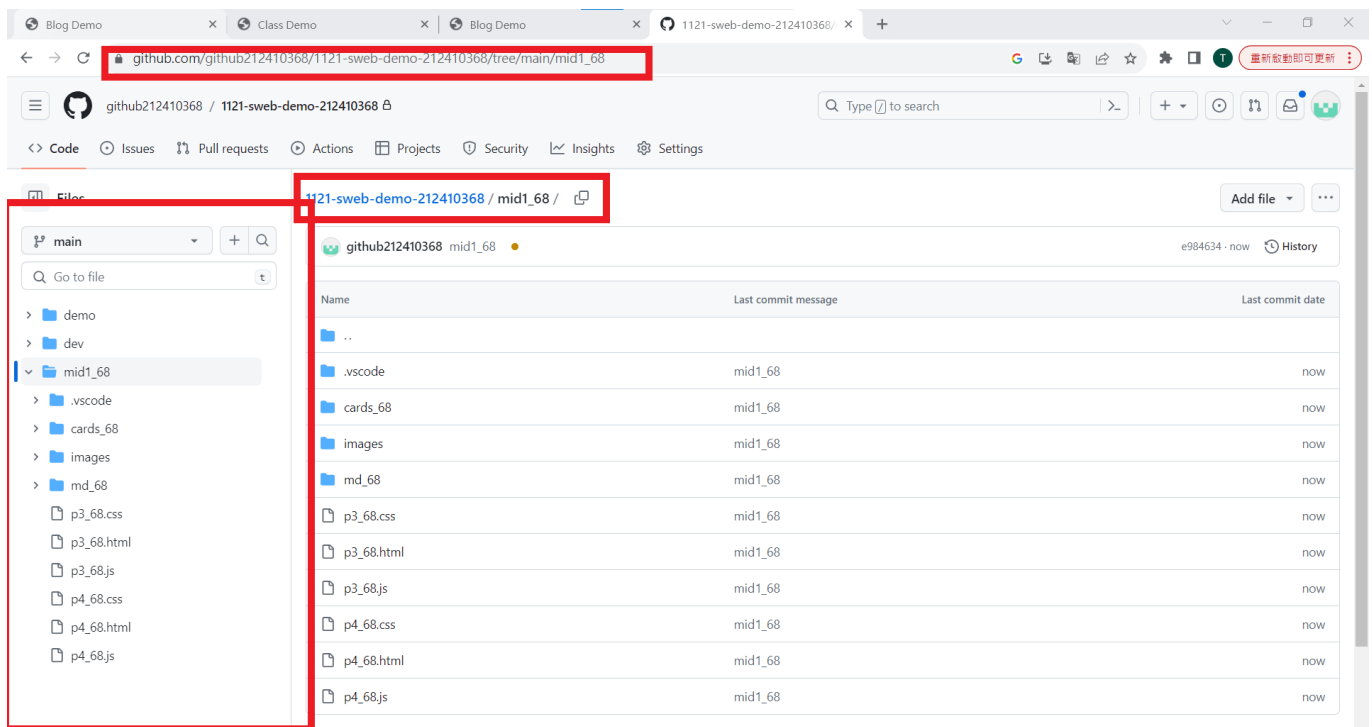 Blog Demo
Class Demo
Blog Demo
1121-sweb-demo-212410368/
github.com/github212410368/1121-sweb-demo-212410368/tree/main/mid1_68
T
重新啟動即可更新
github212410368 / 1121-sweb-demo-212410368
Type / to search
Code
Issues
Pull requests
Actions
Projects
Security
Insights
Settings
Files
main
Go to file
t
demo
dev
mid1_68
.vscode
cards_68
images
md_68
p3_68.css
p3_68.html
p3_68.js
p4_68.css
p4_68.html
p4_68.js
1121-sweb-demo-212410368 / mid1_68 /
Add file
github212410368 mid1_68
e984634 · now
History
Name Last commit message Last commit date
..
.vscode mid1_68 now
cards_68 mid1_68 now
images mid1_68 now
md_68 mid1_68 now
p3_68.css mid1_68 now
p3_68.html mid1_68 now
p3_68.js mid1_68 now
p4_68.css mid1_68 now
p4_68.html mid1_68 now
p4_68.js mid1_68 now